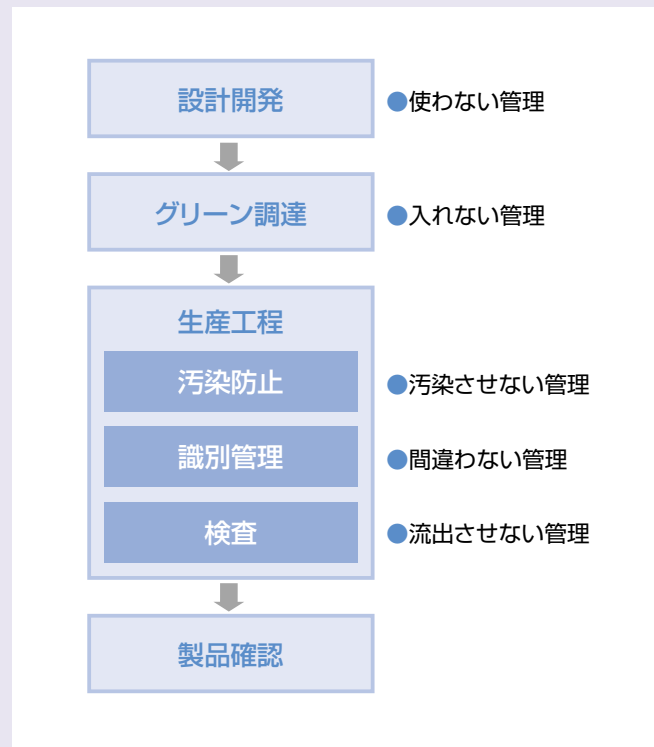 設計開発
●使わない管理
グリーン調達
●入れない管理
生産工程
汚染防止
●汚染させない管理
識別管理
●間違わない管理
検査
●流出させない管理
製品確認